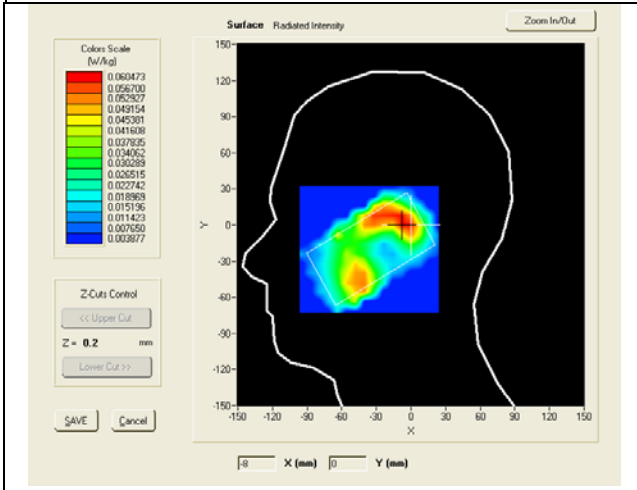 Surface Radiated Intensity
Zoom In/Out
Colors Scale
(W/kg)
0.060473
0.056700
0.052927
0.049154
0.045381
0.041608
0.037835
0.034062
0.030289
0.026515
0.022742
0.018969
0.015196
0.011423
0.007650
0.003877
Z-Cuts Control
<< Upper Cut
Z = 0.2 mm
Lower Cut >>
SAVE Cancel
150
120
90
60
30
0
-30
-60
-90
-120
-150
Y
-150 -120 -90 -60 -30 0 30 60 90 120 150
X
-8 X (mm) 0 Y (mm)